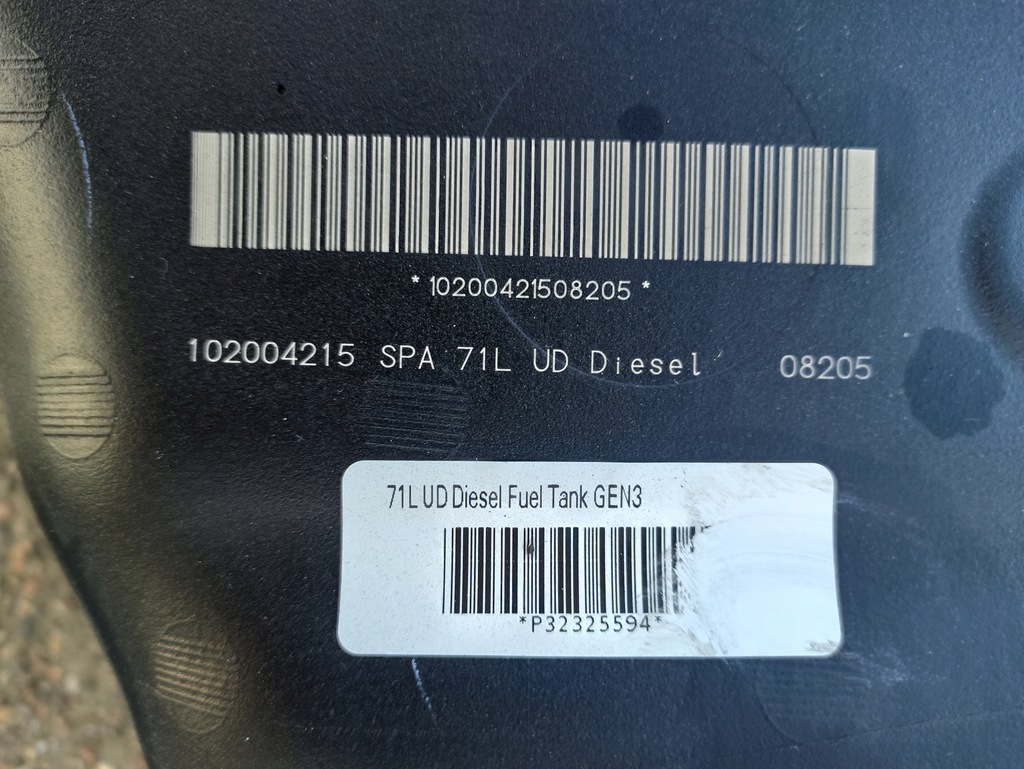 *10200421508205*
102004215 SPA 71L UD Diesel 08205
71L UD Diesel Fuel Tank GEN3
*P32325594*